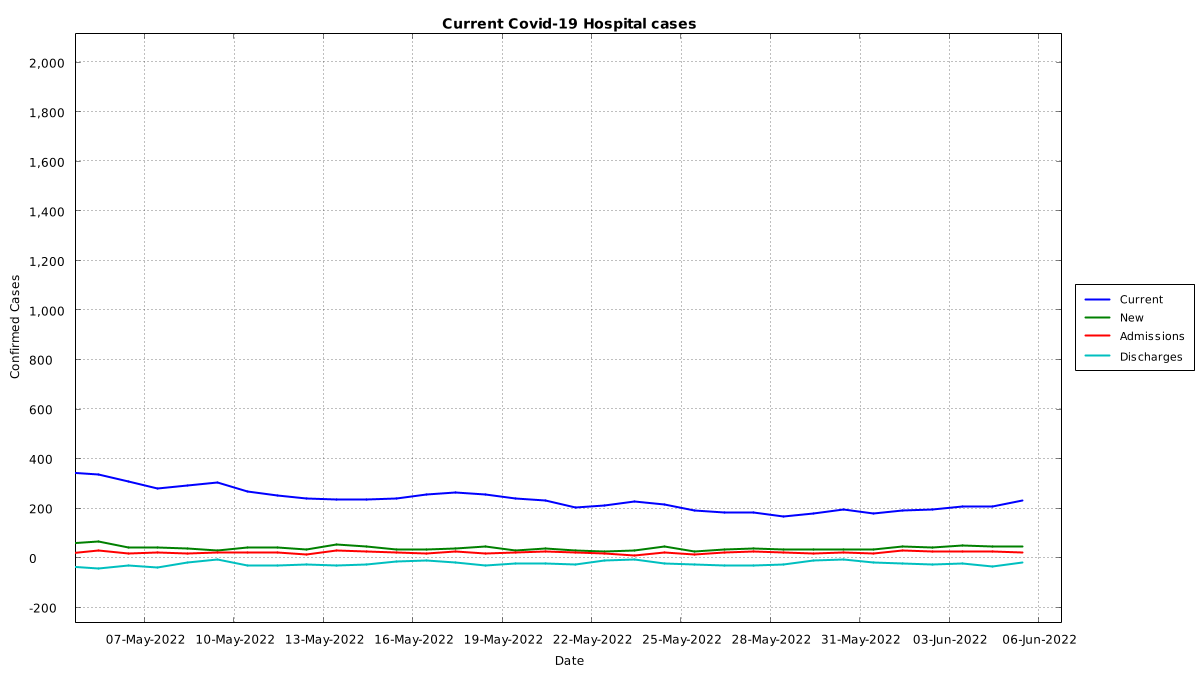 Current Covid-19 Hospital cases
2,000
1,800
1,600
1,400
1,200
1,000
800
600
400
200
0
-200
Confirmed Cases
07-May-2022 10-May-2022 13-May-2022 16-May-2022 19-May-2022 22-May-2022 25-May-2022 28-May-2022 31-May-2022 03-Jun-2022 06-Jun-2022
Date
Current
New
Admissions
Discharges